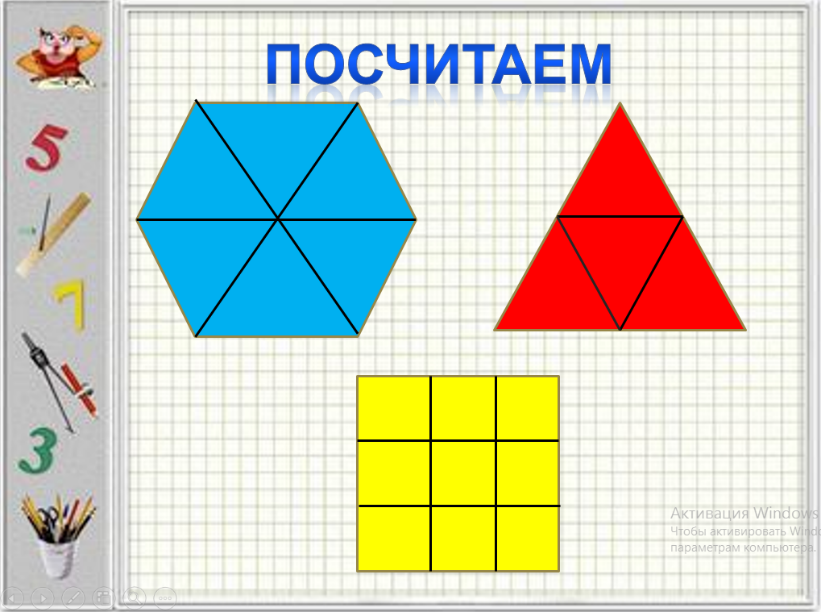 ПОСЧИТАЕМ
5
7
3
Активация Windows
Чтобы активировать Windo
параметрам компьютера.